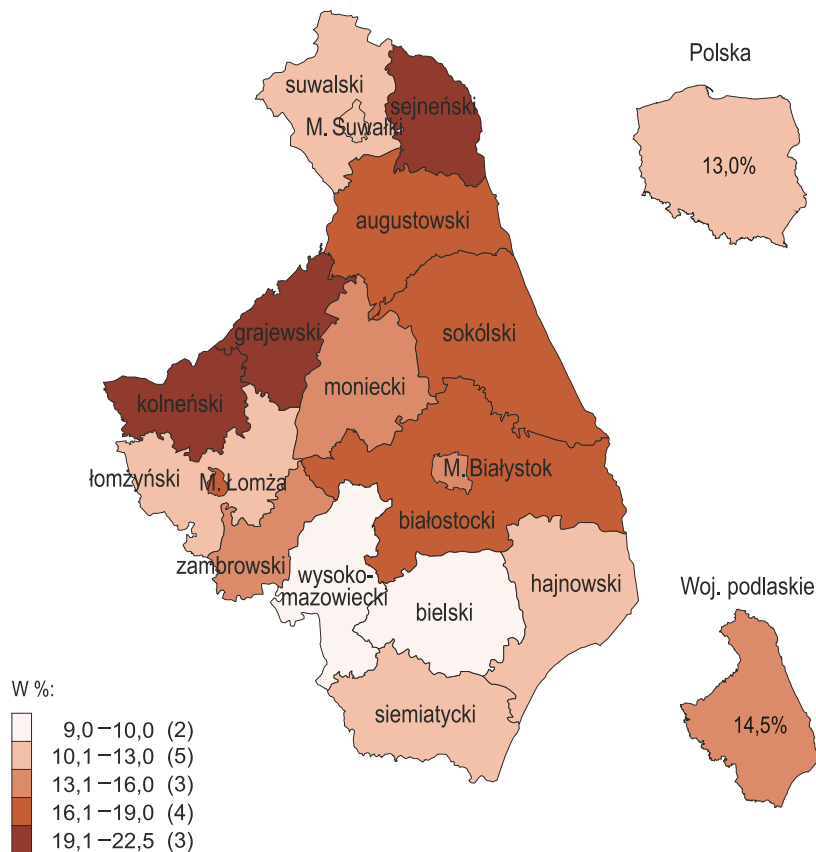 Polska
13,0%
suwalski
sejneński
M. Suwałki
augustowski
grajewski
sokólski
moniecki
kolneński
łomżyński
M. Łomża
M. Białystok
białostocki
zambrowski
wysoko-
mazowiecki
hajnowski
bielski
siemiatycki
Woj. podlaskie
14,5%
W %:
9,0 –10,0 (2)
10,1 –13,0 (5)
13,1 –16,0 (3)
16,1 –19,0 (4)
19,1 –22,5 (3)